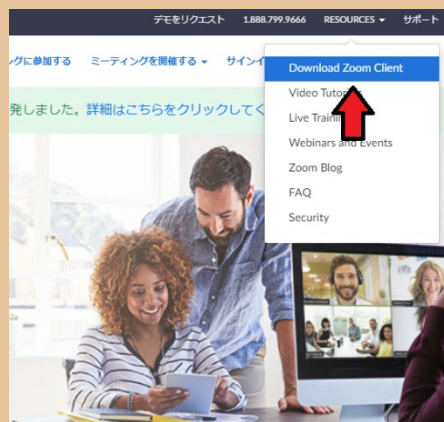 デモをリクエスト 1.888.799.9666 RESOURCES サポート
グに参加する ミーティングを開催する サインイ
Download Zoom Client
Video Tutor
発しました。詳細はこちらをクリックしてく
Live Traini
Webinars and Events
Zoom Blog
FAQ
Security